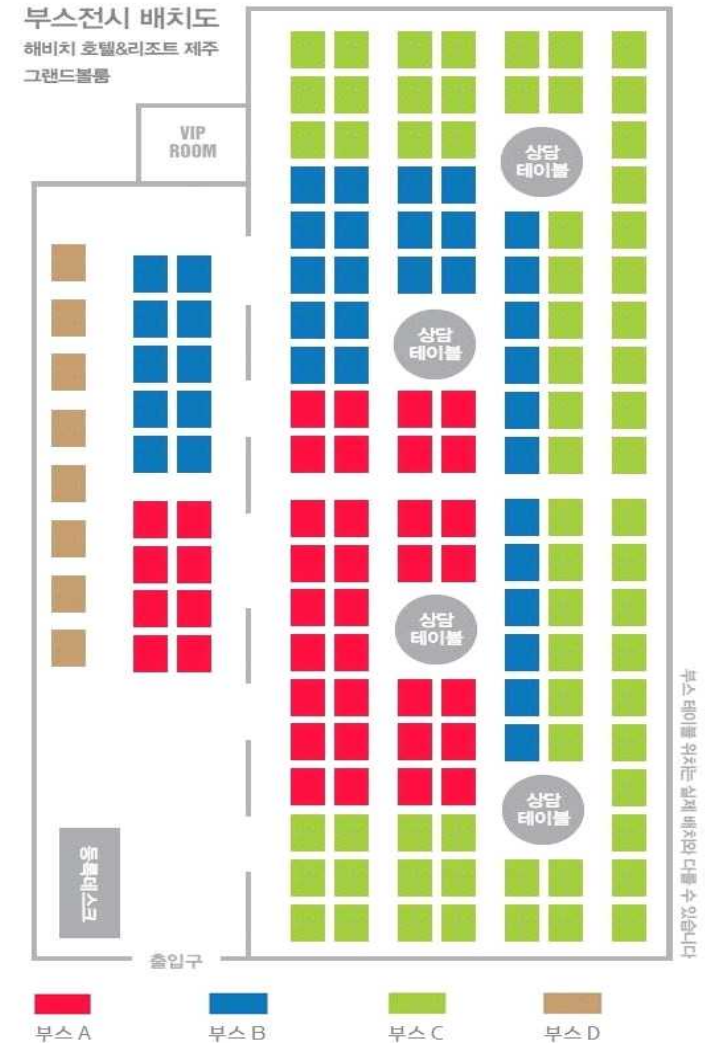 부스전시 배치도
해비치 호텔&리조트 제주
그랜드볼룸
VIP
ROOM
상담
테이블
상담
테이블
상담
테이블
상담
테이블
등록데스크
출입구
부스 테이블 위치는 실제 배치와 다를 수 있습니다
부스 A
부스 B
부스 C
부스 D